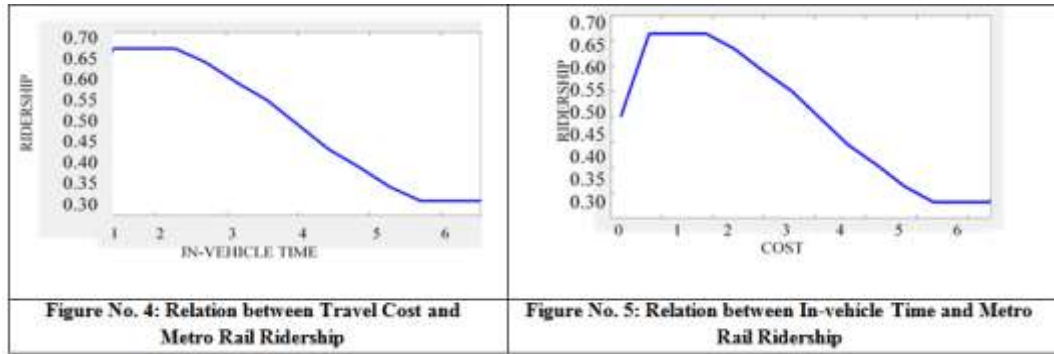 0.70
0.65
0.60
0.55
0.50
0.45
0.40
0.35
0.30
RIDERSHIP
1 2 3 4 5 6
IN-VEHICLE TIME
0.70
0.65
0.60
0.55
0.50
0.45
0.40
0.35
0.30
RIDERSHIP
0 1 2 3 4 5 6
COST
Figure No. 4: Relation between Travel Cost and
Metro Rail Ridership
Figure No. 5: Relation between In-vehicle Time and Metro
Rail Ridership